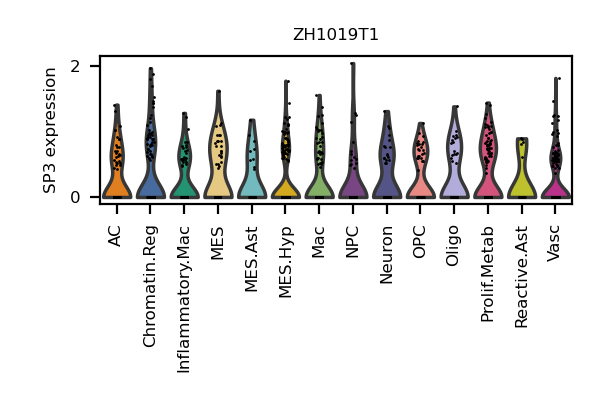 ZH1019T1
SP3 expression
2
0
AC
Chromatin.Reg
Inflammatory.Mac
MES
MES.Ast
MES.Hyp
Mac
NPC
Neuron
OPC
Oligo
Prolif.Metab
Reactive.Ast
Vasc